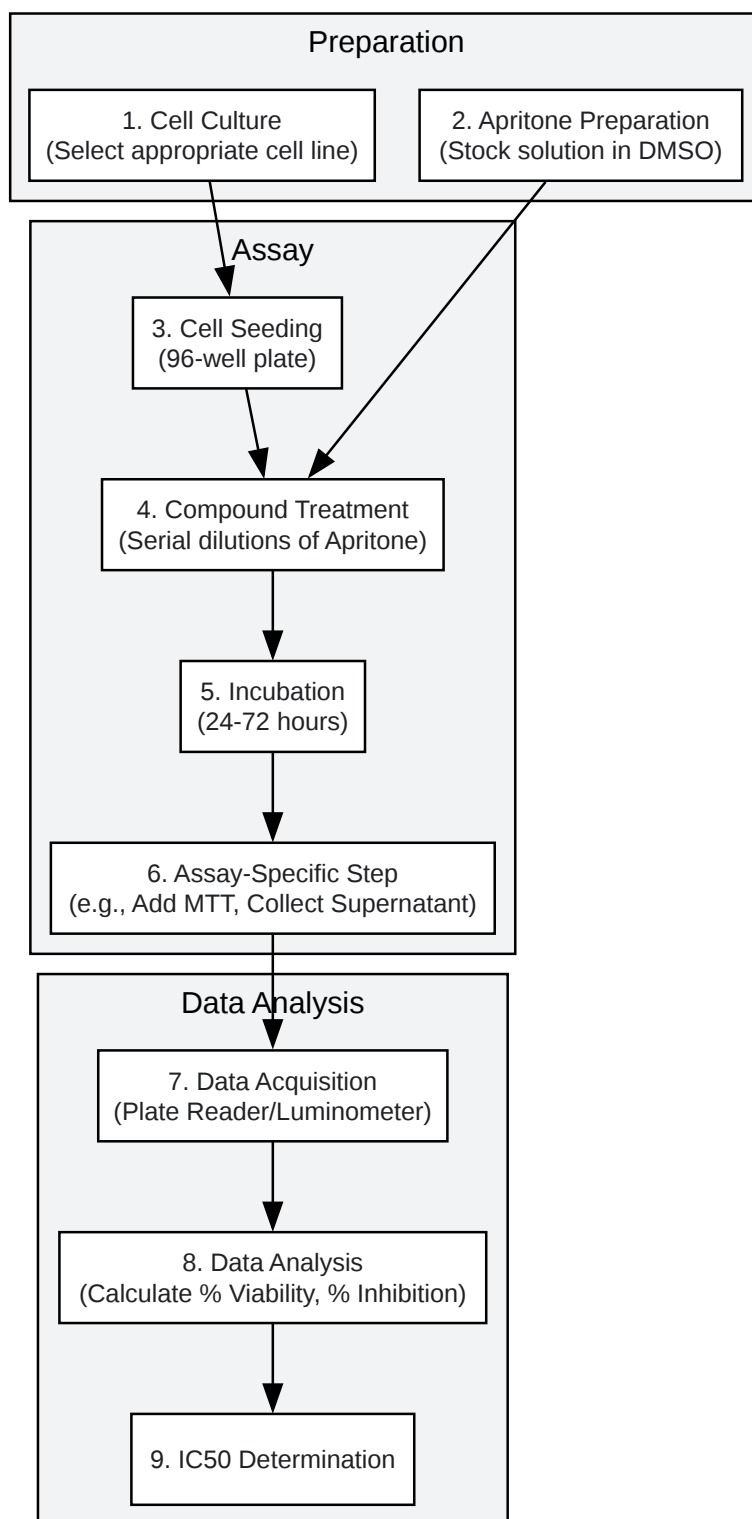 Preparation
1. Cell Culture
(Select appropriate cell line)
2. Apritone Preparation
(Stock solution in DMSO)
Assay
3. Cell Seeding
(96-well plate)
4. Compound Treatment
(Serial dilutions of Apritone)
5. Incubation
(24-72 hours)
6. Assay-Specific Step
(e.g., Add MTT, Collect Supernatant)
Data Analysis
7. Data Acquisition
(Plate Reader/Luminometer)
8. Data Analysis
(Calculate % Viability, % Inhibition)
9. IC50 Determination